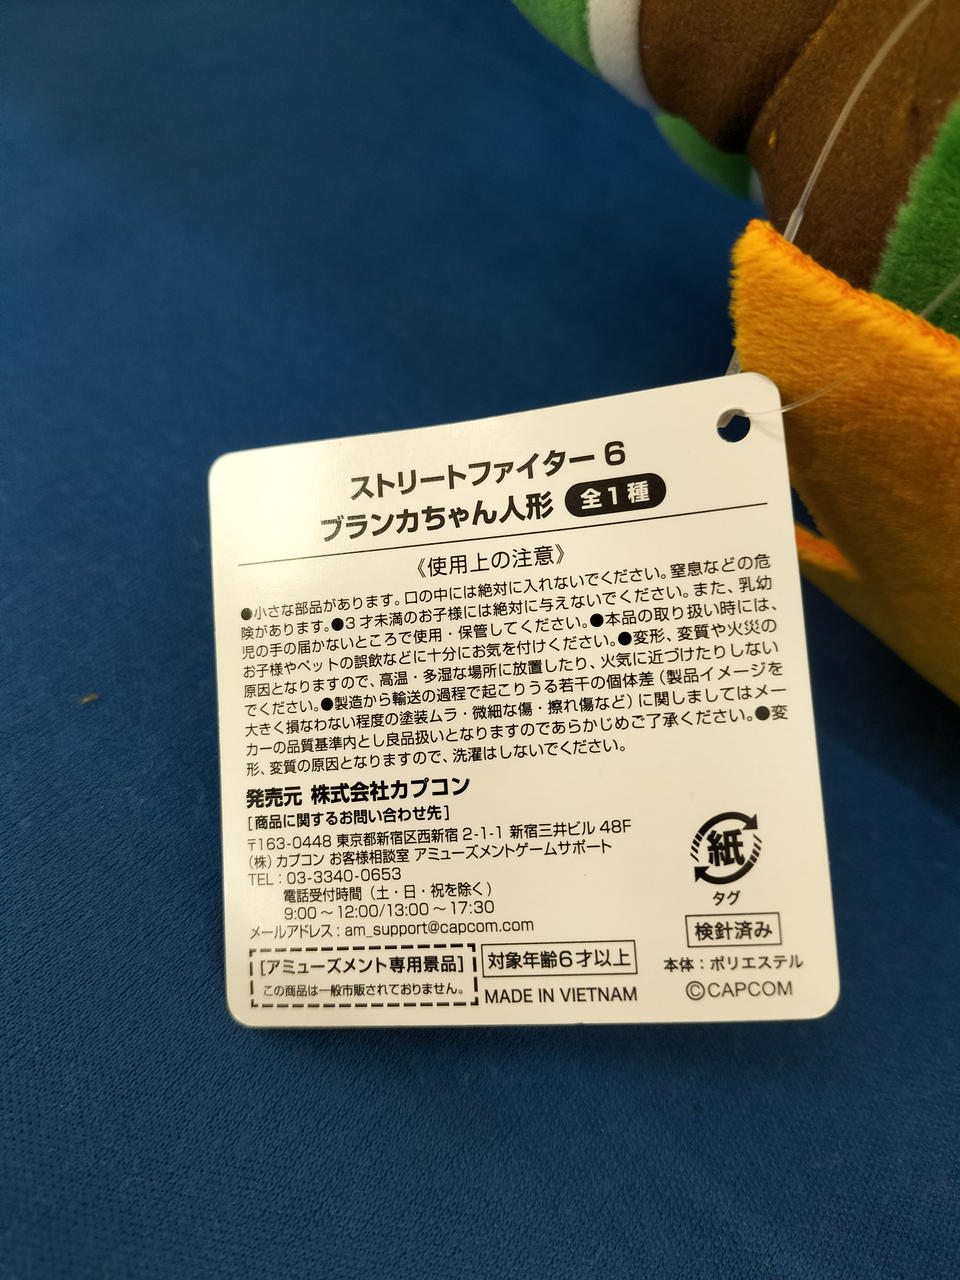 ストリートファイター 6
ブランカちゃん人形 全1種
《使用上の注意》
●小さな部品があります。口の中には絶対に入れないでください。窒息などの危
険があります。●3才未満のお子様には絶対に与えないでください。また、乳幼
児の手の届かないところで使用・保管してください。●本品の取り扱い時には、
お子様やペットの誤飲などに十分にお気を付けください。●変形、変質や火災の
原因となりますので、高温・多湿な場所に放置したり、火気に近づけたりしない
でください。●製造から輸送の過程で起こりうる若干の個体差（製品イメージを
大きく損なわない程度の塗装ムラ・微細な傷・擦れ傷など）に関しましてはメー
カーの品質基準内とし良品扱いとなりますのであらかじめご了承ください。●変
形、変質の原因となりますので、洗濯はしないでください。
発売元 株式会社カプコン
[商品に関するお問い合わせ先]
〒163-0448 東京都新宿区西新宿 2-1-1 新宿三井ビル 48F
（株）カプコン お客様相談室 アミューズメントゲームサポート
TEL : 03-3340-0653
電話受付時間（土・日・祝を除く）
9:00～12:00/13:00～17:30
メールアドレス : am_support@capcom.com
紙
タグ
検針済み
[アミューズメント専用景品]
この商品は一般市販されておりません。
対象年齢6才以上
MADE IN VIETNAM
本体：ポリエステル
©CAPCOM